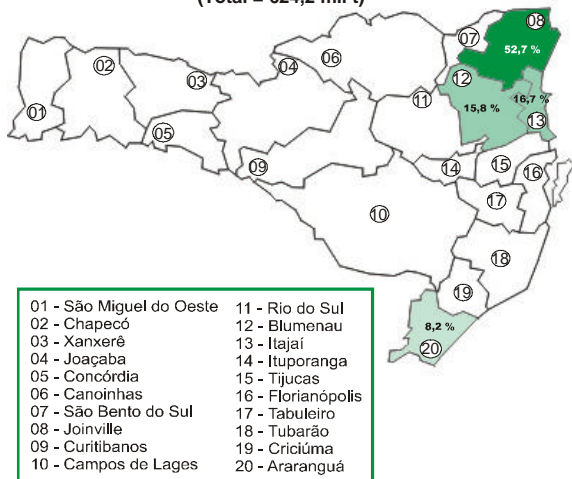 (Total = 624,2 mil t)
08
07
52,7 %
02
06
04
03
12
11
15,8 %
16,7 %
01
13
05
09
14
15
16
17
10
18
19
8,2 %
20
01 - São Miguel do Oeste
02 - Chapecó
03 - Xanxerê
04 - Joaçaba
05 - Concórdia
06 - Canoinhas
07 - São Bento do Sul
08 - Joinville
09 - Curitibanos
10 - Campos de Lages
11 - Rio do Sul
12 - Blumenau
13 - Itajaí
14 - Ituporanga
15 - Tijucas
16 - Florianópolis
17 - Tabuleiro
18 - Tubarão
19 - Criciúma
20 - Araranguá